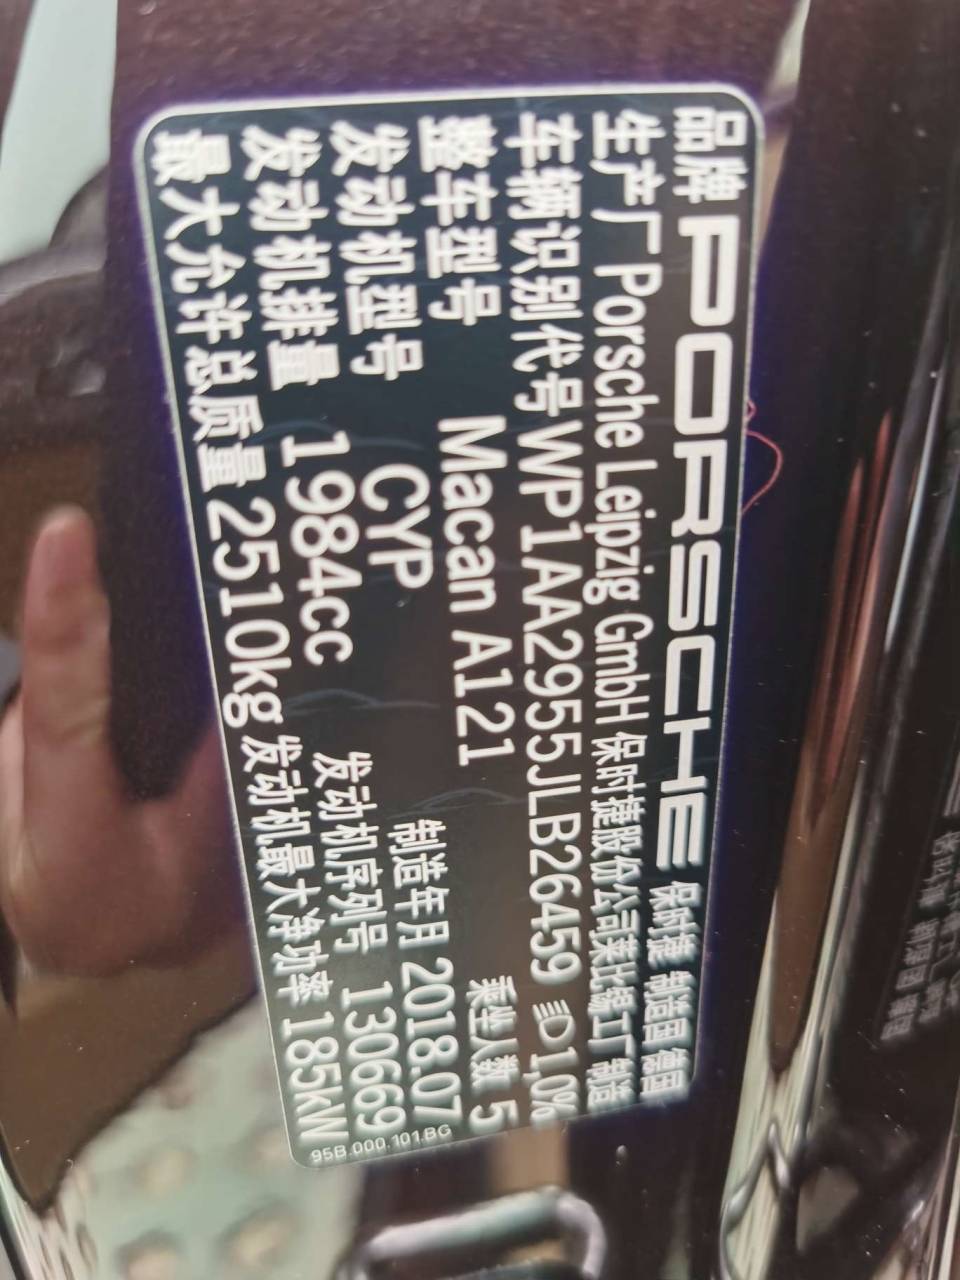 品牌 PORSCHE 保时捷 制造国 德国
生产厂 Porsche Leipzig GmbH 保时捷股份公司莱比锡工厂 制造
车辆识别代号 WP1AA2955JLB26459 1,0%
整车型号 Macan A121 乘坐人数 5
发动机型号 CYP 制造年月 2018.07
发动机排量 1984cc 发动机序列号 130669
最大允许总质量 2510kg 发动机最大净功率 185kW
95B.000.101.BG